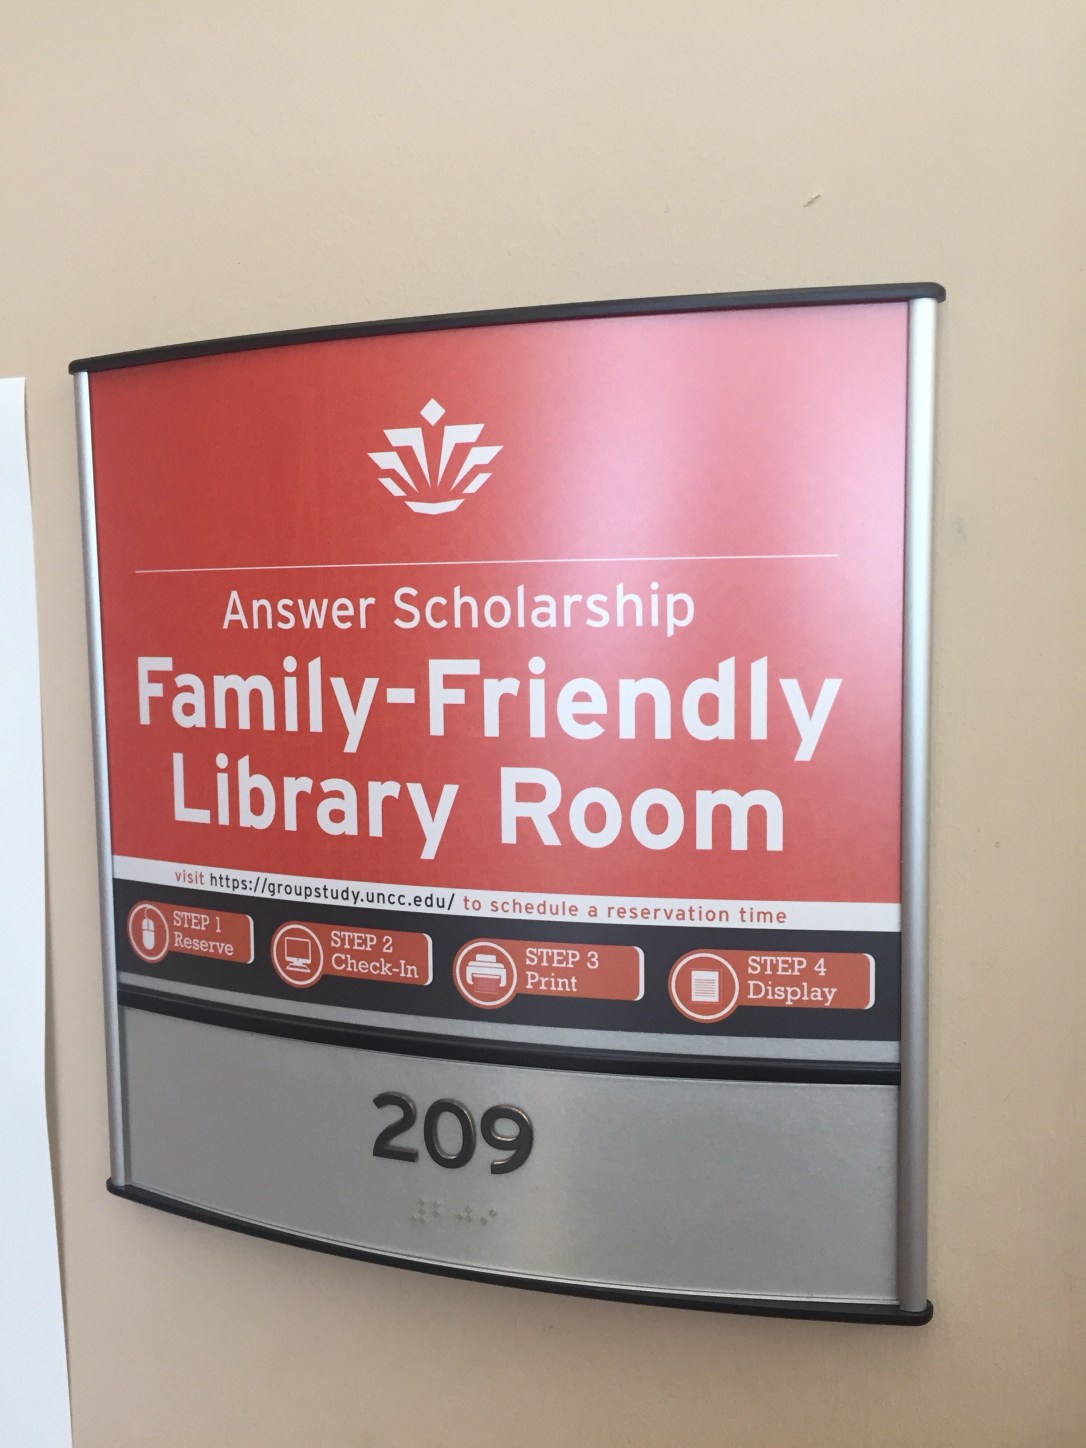 Answer Scholarship
Family-Friendly
Library Room
visit https://groupstudy.uncc.edu/ to schedule a reservation time
STEP 1
Reserve
STEP 2
Check-In
STEP 3
Print
STEP 4
Display
209